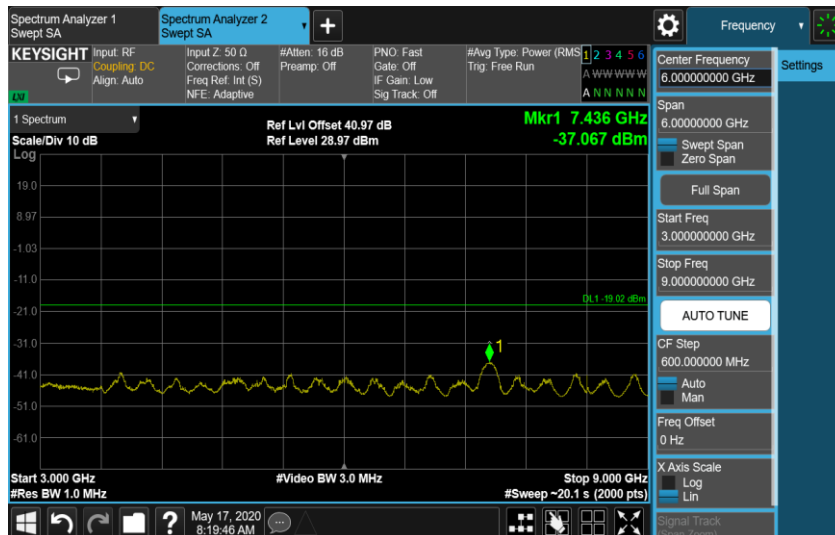 Spectrum Analyzer 1
Swept SA
Spectrum Analyzer 2
Swept SA
+
Frequency
KEYSIGHT
Input: RF
Coupling: DC
Align: Auto
Input Z: 50 Ω
Corrections: Off
Freq Ref: Int (S)
NFE: Adaptive
#Atten: 16 dB
Preamp: Off
PNO: Fast
Gate: Off
IF Gain: Low
Sig Track: Off
#Avg Type: Power (RMS
Trig: Free Run
1 2 3 4 5 6
A W W W W W
A N N N N N
LXI
1 Spectrum
Scale/Div 10 dB
Log
Ref Lvl Offset 40.97 dB
Ref Level 28.97 dBm
Mkr1 7.436 GHz
-37.067 dBm
19.0
8.97
-1.03
-11.0
DL1 -19.02 dBm
-21.0
-31.0
1
-41.0
-51.0
-61.0
Start 3.000 GHz
#Res BW 1.0 MHz
#Video BW 3.0 MHz
Stop 9.000 GHz
#Sweep ~20.1 s (2000 pts)
Center Frequency
6.000000000 GHz
Settings
Span
6.00000000 GHz
Swept Span
Zero Span
Full Span
Start Freq
3.000000000 GHz
Stop Freq
9.000000000 GHz
AUTO TUNE
CF Step
600.000000 MHz
Auto
Man
Freq Offset
0 Hz
X Axis Scale
Log
Lin
Signal Track
(Span Zoom)
?
May 17, 2020
8:19:46 AM